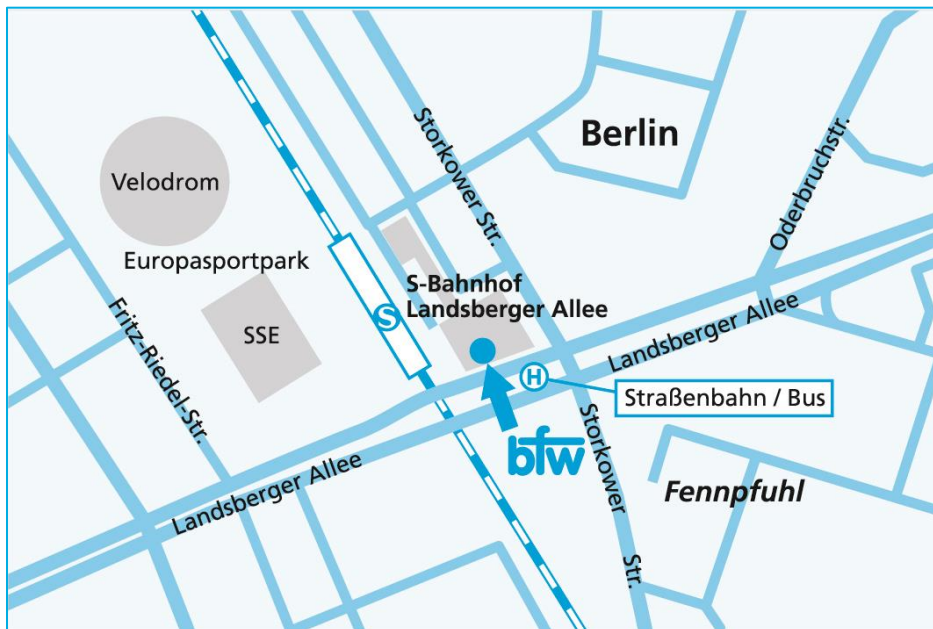 Berlin
Storkower Str.
Oderbruchstr.
Velodrom
Europasportpark
S-Bahnhof
Landsberger Allee
S
SSE
Fritz-Riedel-Str.
Landsberger Allee
H
Straßenbahn / Bus
bfw
Storkower Str.
Fennpfuhl
Landsberger Allee